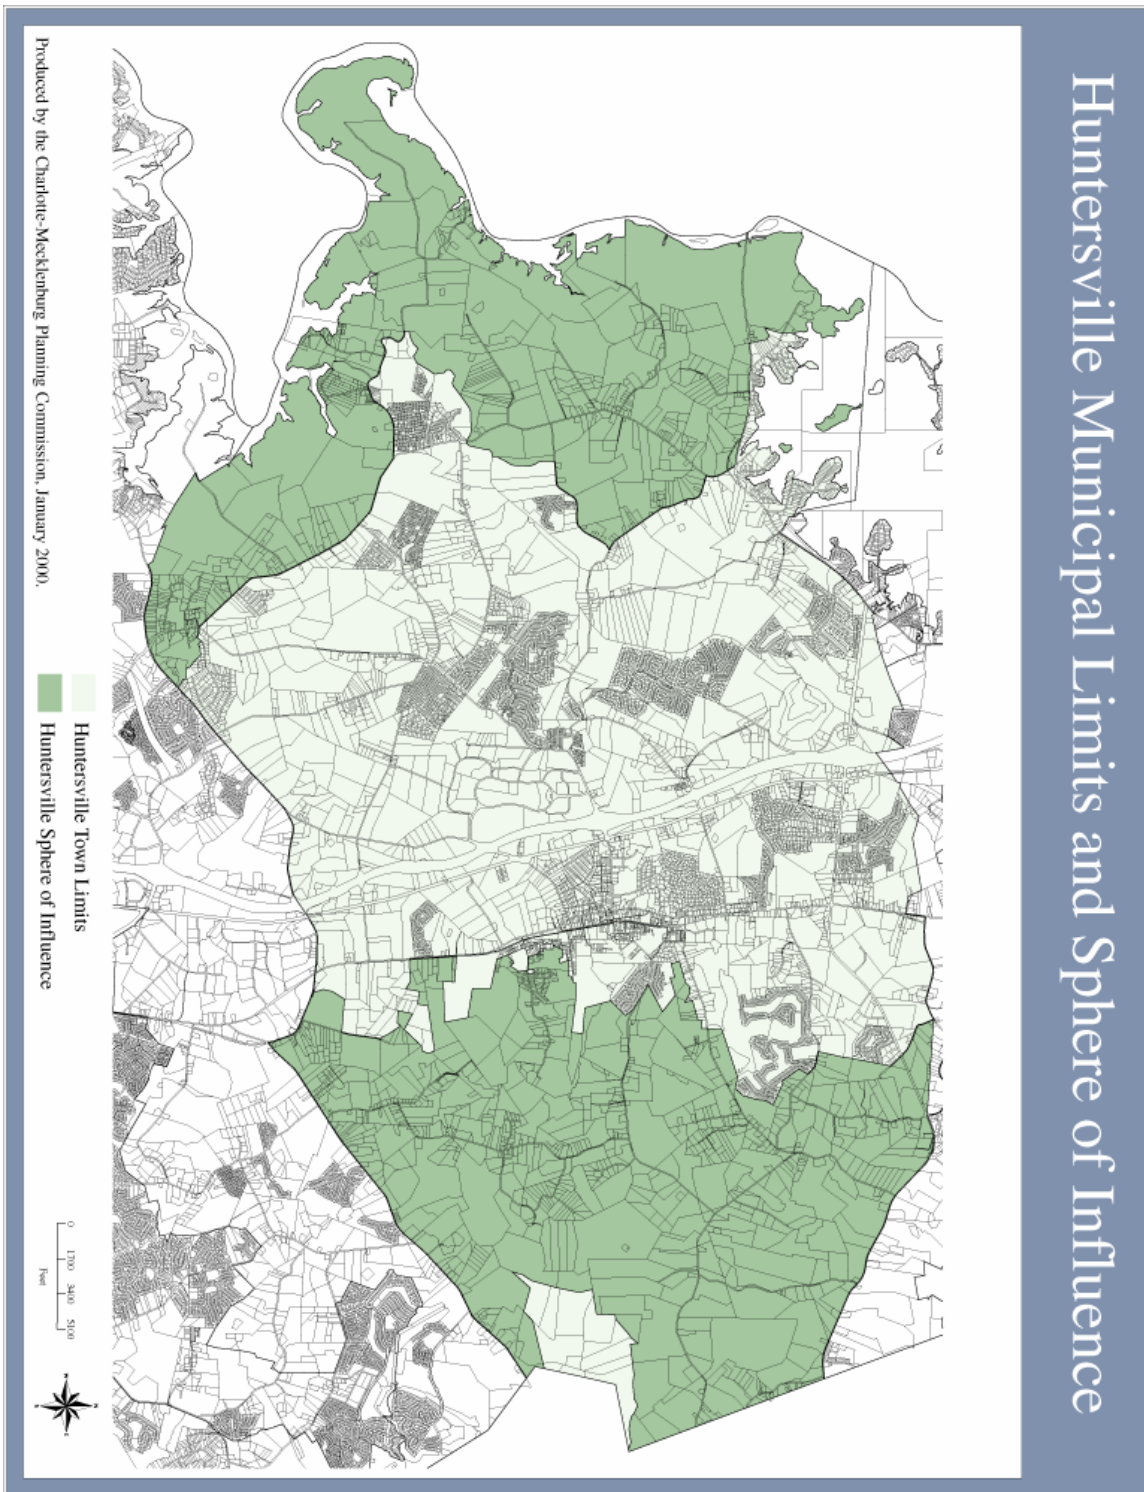 Huntersville Municipal Limits and Sphere of Influence
Huntersville Town Limits
Huntersville Sphere of Influence
Produced by the Charlotte-Mecklenburg Planning Commission, January 2000.
0 1700 3400 5100
Feet